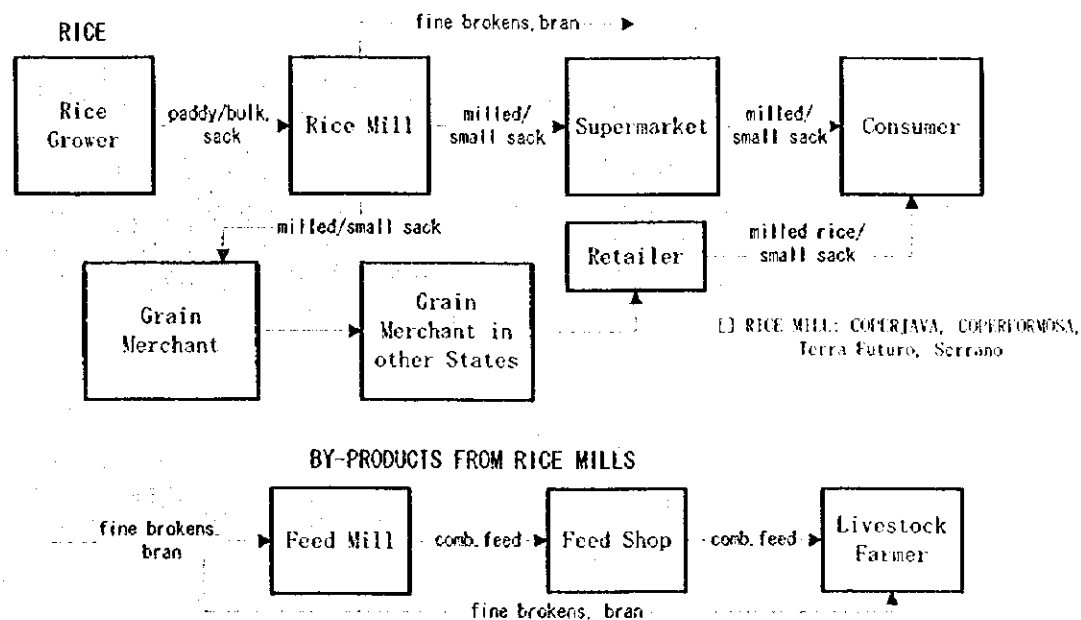 fine brokens, bran
RICE
Rice
Grower
paddy/bulk,
sack
Rice Mill
milled/
small sack
Supermarket
milled/
small sack
Consumer
milled/small sack
Grain
Merchant
Grain
Merchant in
other States
Retailer
milled rice/
small sack
[] RICE MILL: COPERJAVA, COPERFORMOSA,
Terra Futuro, Serrano
BY-PRODUCTS FROM RICE MILLS
fine brokens
bran
Feed Mill
comb. feed
Feed Shop
comb. feed
Livestock
Farmer
fine brokens, bran